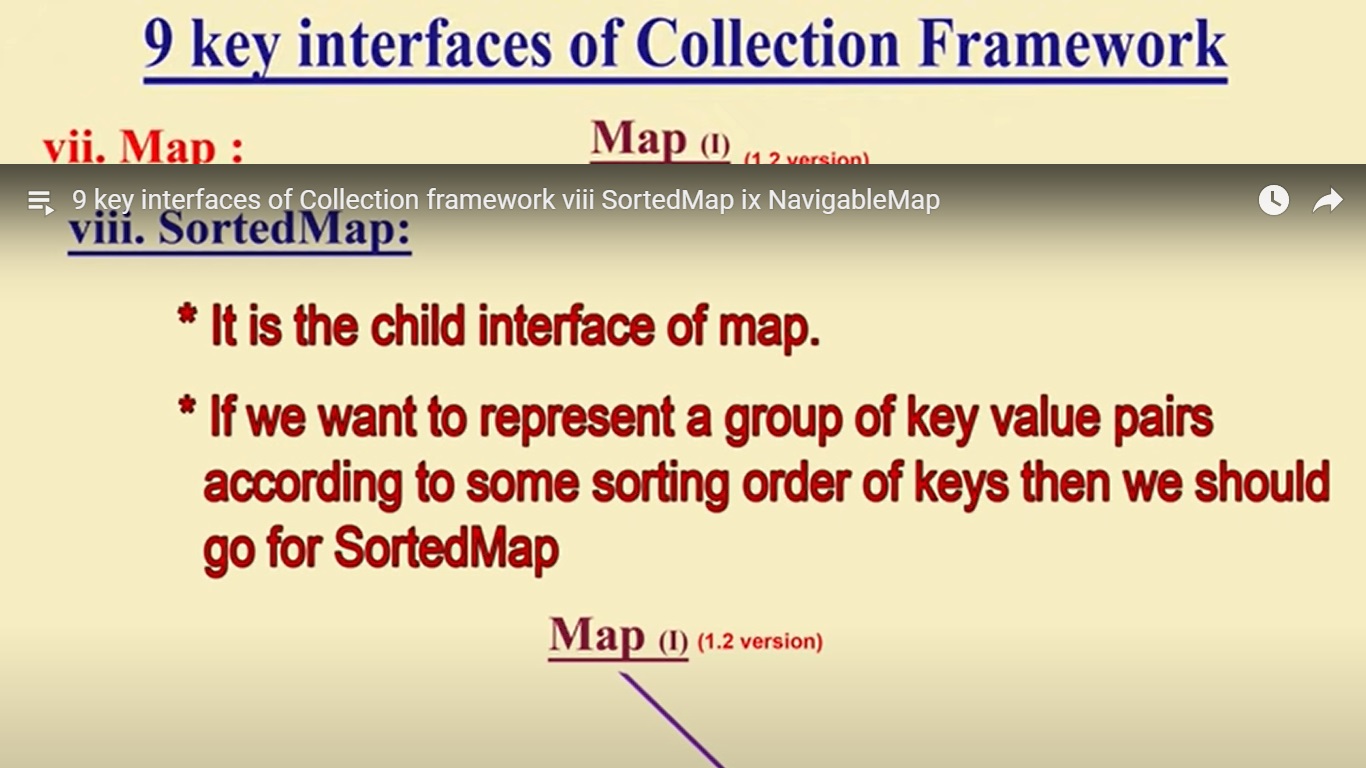 9 key interfaces of Collection Framework
vii. Map :
Map (I) (1.2 version)
9 key interfaces of Collection framework viii SortedMap ix NavigableMap
viii. SortedMap:
* It is the child interface of map.
* If we want to represent a group of key value pairs
according to some sorting order of keys then we should
go for SortedMap
Map (I) (1.2 version)